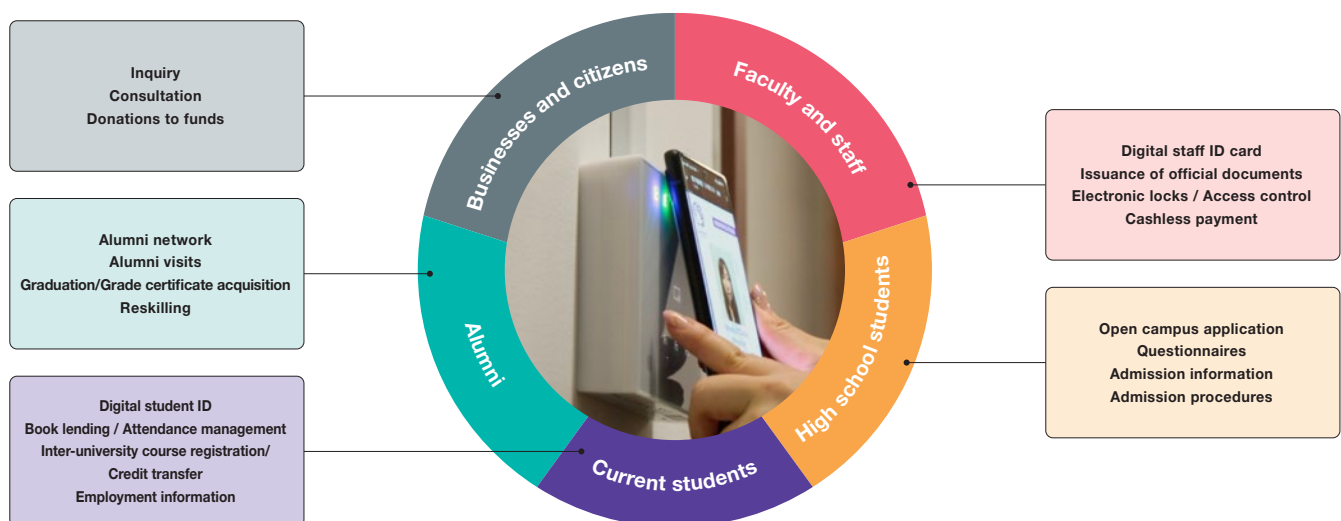 Businesses and citizens
Inquiry
Consultation
Donations to funds
Faculty and staff
Digital staff ID card
Issuance of official documents
Electronic locks / Access control
Cashless payment
Alumni
Alumni network
Alumni visits
Graduation/Grade certificate acquisition
Reskilling
High school students
Open campus application
Questionnaires
Admission information
Admission procedures
Current students
Digital student ID
Book lending / Attendance management
Inter-university course registration/
Credit transfer
Employment information